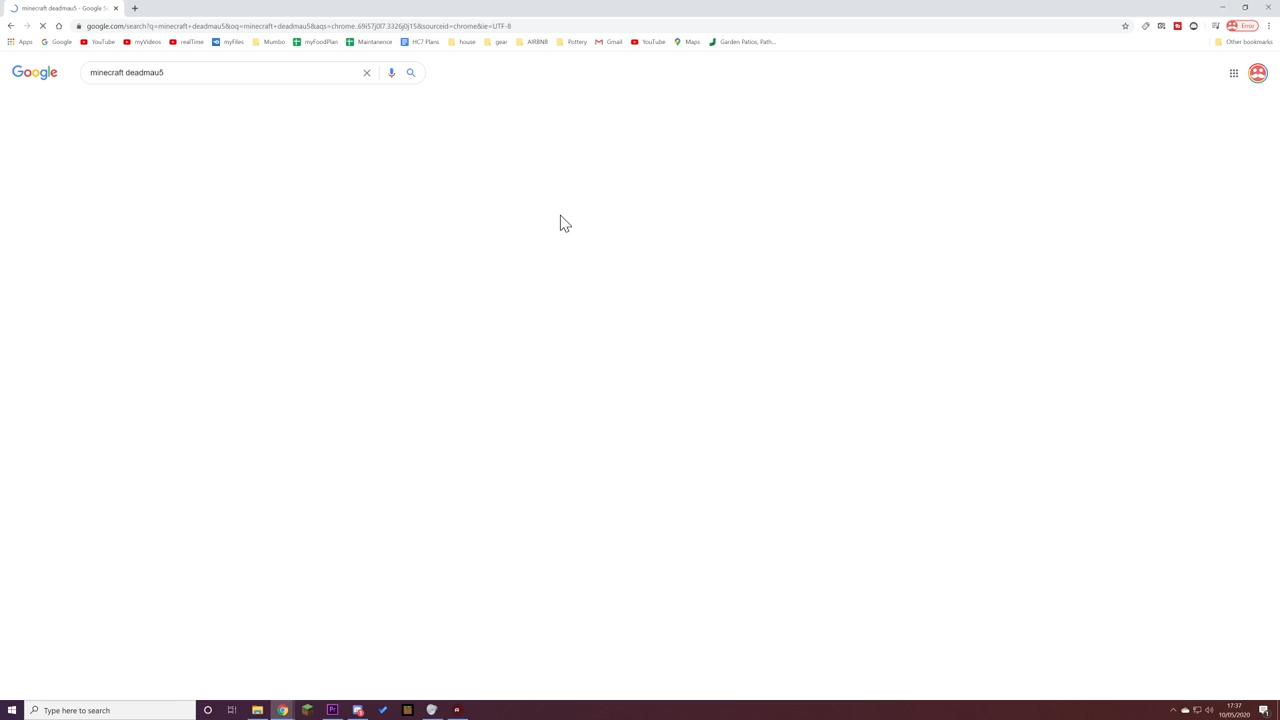 minecraft deadmau5 - Google Se
google.com/search?q=minecraft+deadmau5&oq=minecraft+deadmau5&aqs=chrome..69i57j0l7.3326j0j15&sourceid=chrome&ie=UTF-8
Error
Apps Google YouTube myVideos realTime myFiles Mumbo myFoodPlan Maintanence HC7 Plans house gear AIRBNB Pottery Gmail YouTube Maps Garden Patios, Path... Other bookmarks
Google minecraft deadmau5
Type here to search
Pr
17:37
10/05/2020